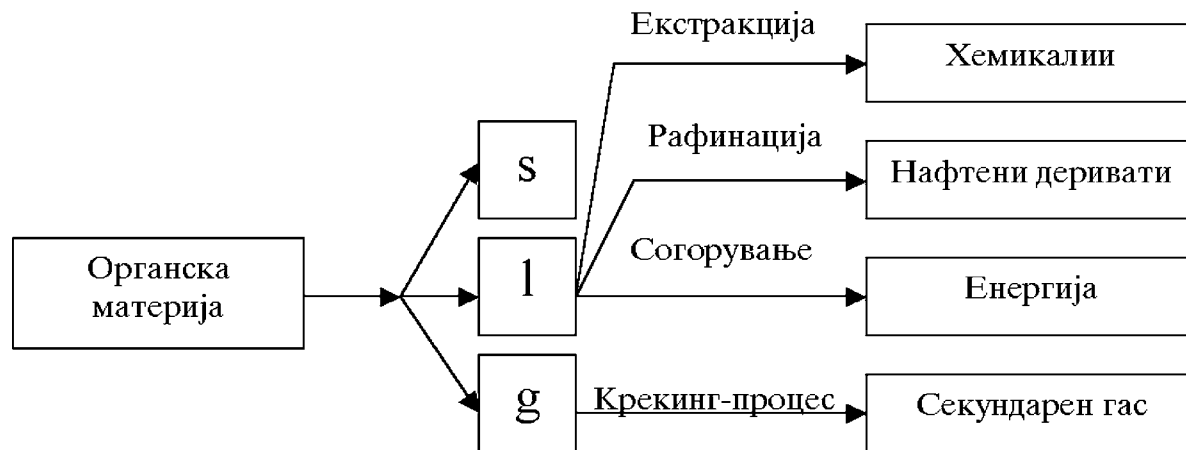 Екстракција
Хемикалии
Рафинација
s
Нафтени деривати
Органска
материја
l
Согорување
Енергија
g
Крекинг-процес
Секундарен гас